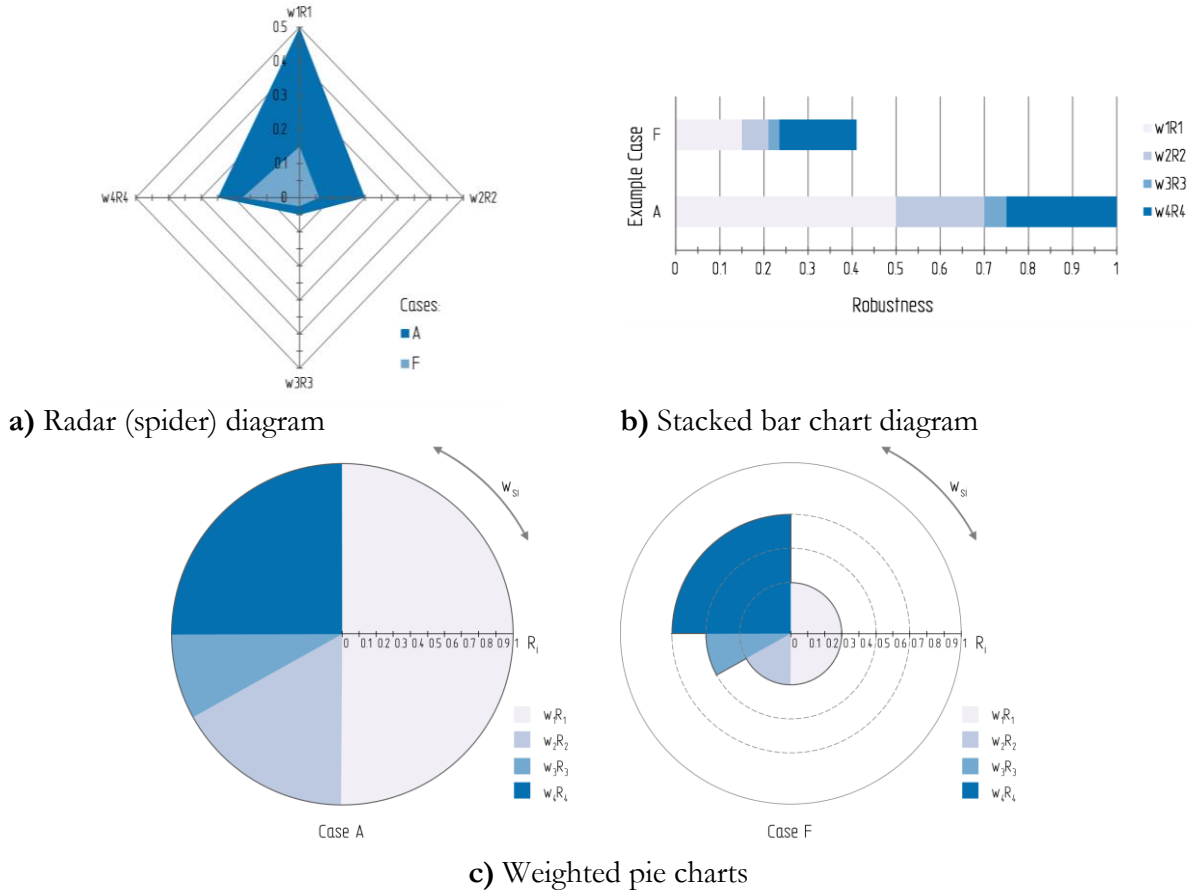 w1R1
0.5
0.4
0.3
0.2
0.1
0
w4R4
w2R2
w3R3
Cases:
A
F
Example Case
F
A
0 0.1 0.2 0.3 0.4 0.5 0.6 0.7 0.8 0.9 1
Robustness
w1R1
w2R2
w3R3
w4R4
a) Radar (spider) diagram
b) Stacked bar chart diagram
wsi
0 0.1 0.2 0.3 0.4 0.5 0.6 0.7 0.8 0.9 1 Ri
w1R1
w2R2
w3R3
w4R4
Case A
wsi
0 0.1 0.2 0.3 0.4 0.5 0.6 0.7 0.8 0.9 1 Ri
w1R1
w2R2
w3R3
w4R4
Case F
c) Weighted pie charts